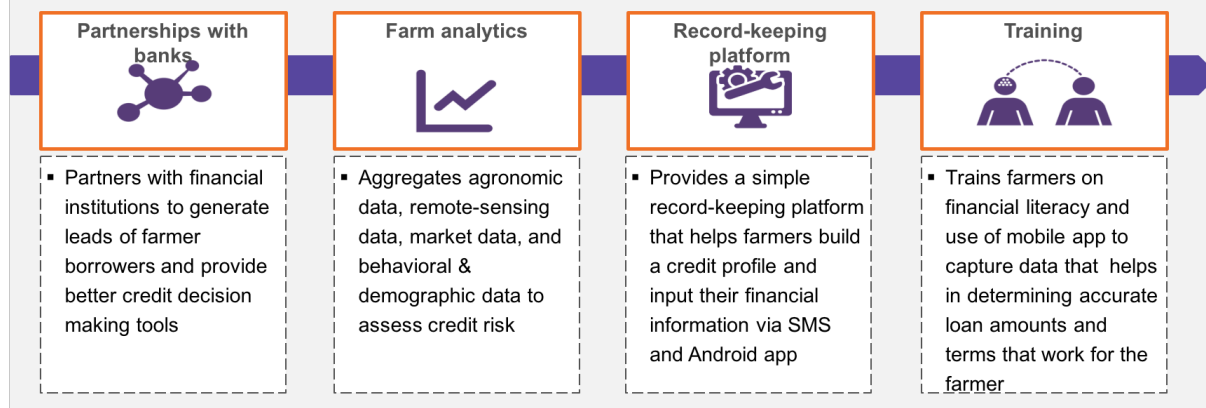 Partnerships with
banks
▪ Partners with financial
institutions to generate
leads of farmer
borrowers and provide
better credit decision
making tools
Farm analytics
▪ Aggregates agronomic
data, remote-sensing
data, market data, and
behavioral &
demographic data to
assess credit risk
Record-keeping
platform
▪ Provides a simple
record-keeping platform
that helps farmers build
a credit profile and
input their financial
information via SMS
and Android app
Training
▪ Trains farmers on
financial literacy and
use of mobile app to
capture data that  helps
in determining accurate
loan amounts and
terms that work for the
farmer